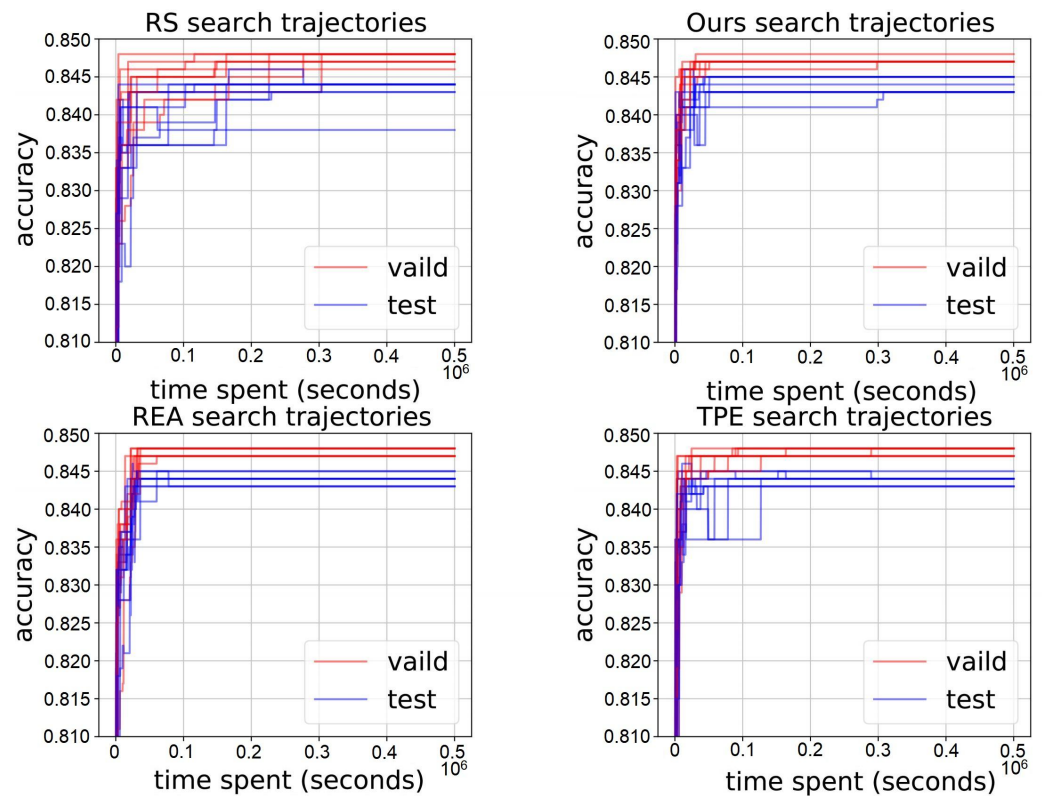 RS search trajectories
0.850
0.845
0.840
0.835
0.830
0.825
0.820
0.815
0.810
accuracy
vaild
test
0 0.1 0.2 0.3 0.4 0.5
10⁶
time spent (seconds)
Ours search trajectories
0.850
0.845
0.840
0.835
0.830
0.825
0.820
0.815
0.810
accuracy
vaild
test
0 0.1 0.2 0.3 0.4 0.5
10⁶
time spent (seconds)
REA search trajectories
0.850
0.845
0.840
0.835
0.830
0.825
0.820
0.815
0.810
accuracy
vaild
test
0 0.1 0.2 0.3 0.4 0.5
10⁶
time spent (seconds)
TPE search trajectories
0.850
0.845
0.840
0.835
0.830
0.825
0.820
0.815
0.810
accuracy
vaild
test
0 0.1 0.2 0.3 0.4 0.5
10⁶
time spent (seconds)